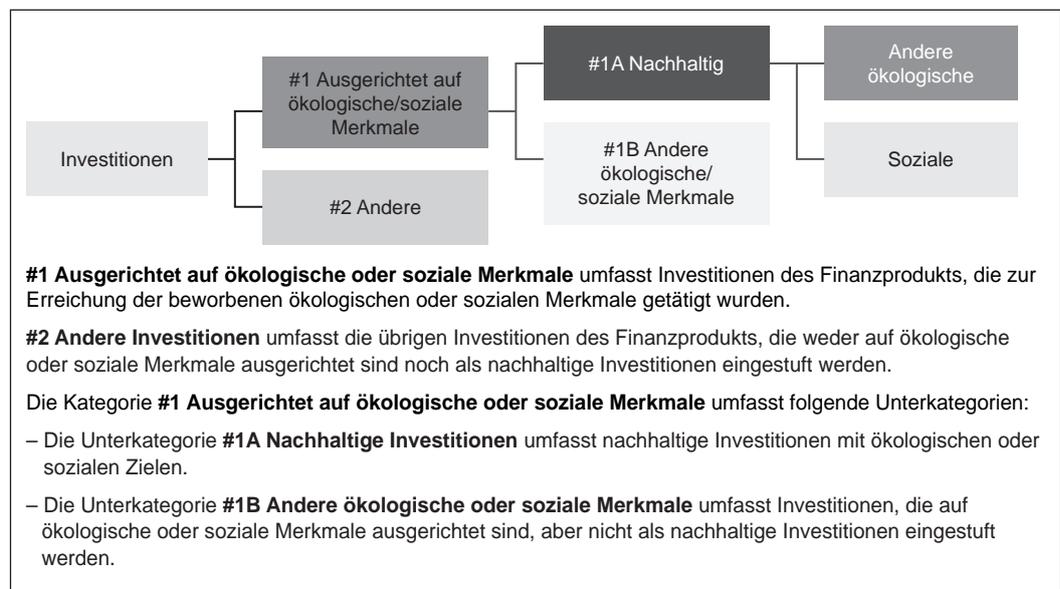 Investitionen
#1 Ausgerichtet auf
ökologische/soziale
Merkmale
#2 Andere
#1A Nachhaltig
#1B Andere
ökologische/
soziale Merkmale
Andere
ökologische
Soziale
#1 Ausgerichtet auf ökologische oder soziale Merkmale umfasst Investitionen des Finanzprodukts, die zur
Erreichung der beworbenen ökologischen oder sozialen Merkmale getätigt wurden.
#2 Andere Investitionen umfasst die übrigen Investitionen des Finanzprodukts, die weder auf ökologische
oder soziale Merkmale ausgerichtet sind noch als nachhaltige Investitionen eingestuft werden.
Die Kategorie #1 Ausgerichtet auf ökologische oder soziale Merkmale umfasst folgende Unterkategorien:
– Die Unterkategorie #1A Nachhaltige Investitionen umfasst nachhaltige Investitionen mit ökologischen oder
sozialen Zielen.
– Die Unterkategorie #1B Andere ökologische oder soziale Merkmale umfasst Investitionen, die auf
ökologische oder soziale Merkmale ausgerichtet sind, aber nicht als nachhaltige Investitionen eingestuft
werden.